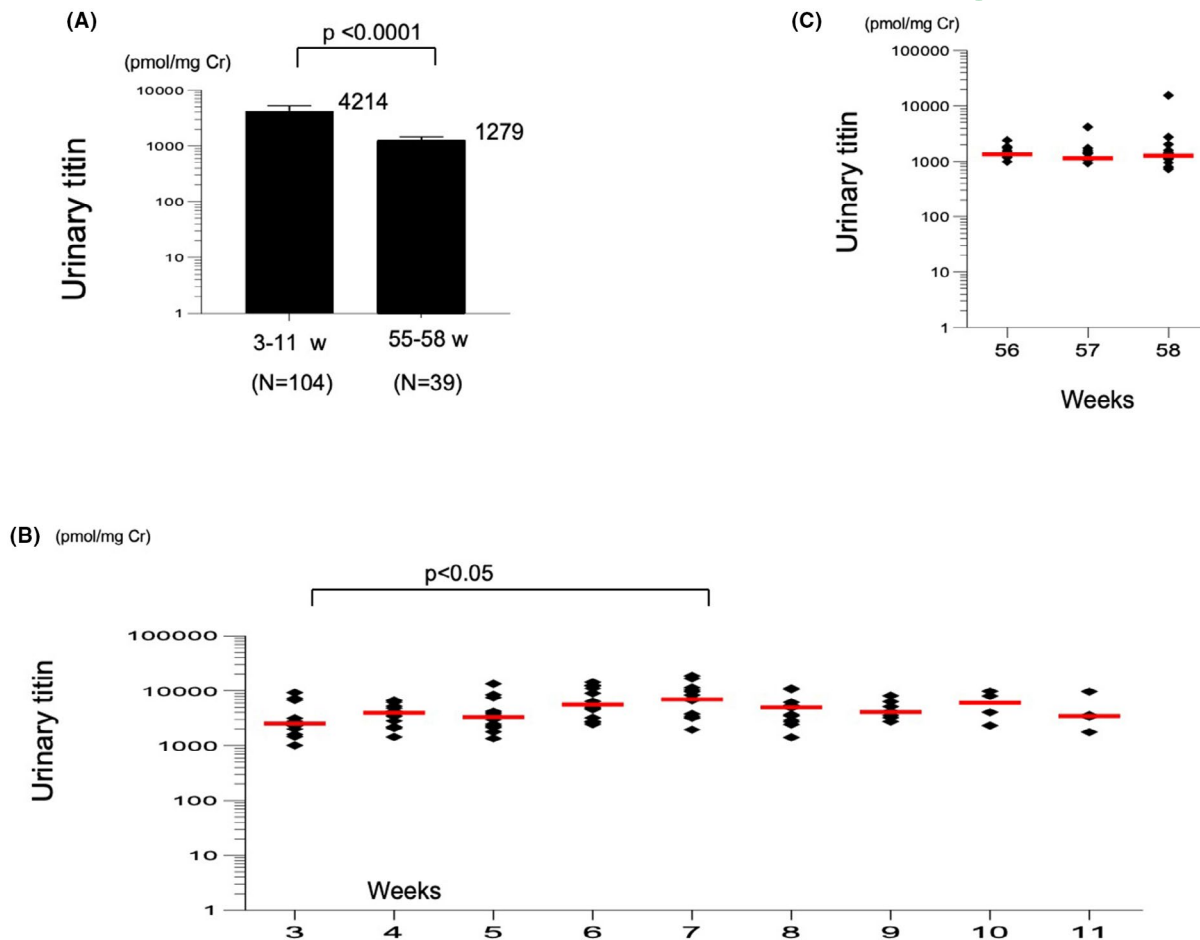 (A)
p <0.0001
(pmol/mg Cr)
10000
4214
1279
1000
100
10
1
Urinary titin
3-11 w
55-58 w
(N=104)
(N=39)
(C)
(pmol/mg Cr)
100000
10000
1000
100
10
1
Urinary titin
56
57
58
Weeks
(B)
(pmol/mg Cr)
p<0.05
100000
10000
1000
100
10
1
Urinary titin
Weeks
3
4
5
6
7
8
9
10
11